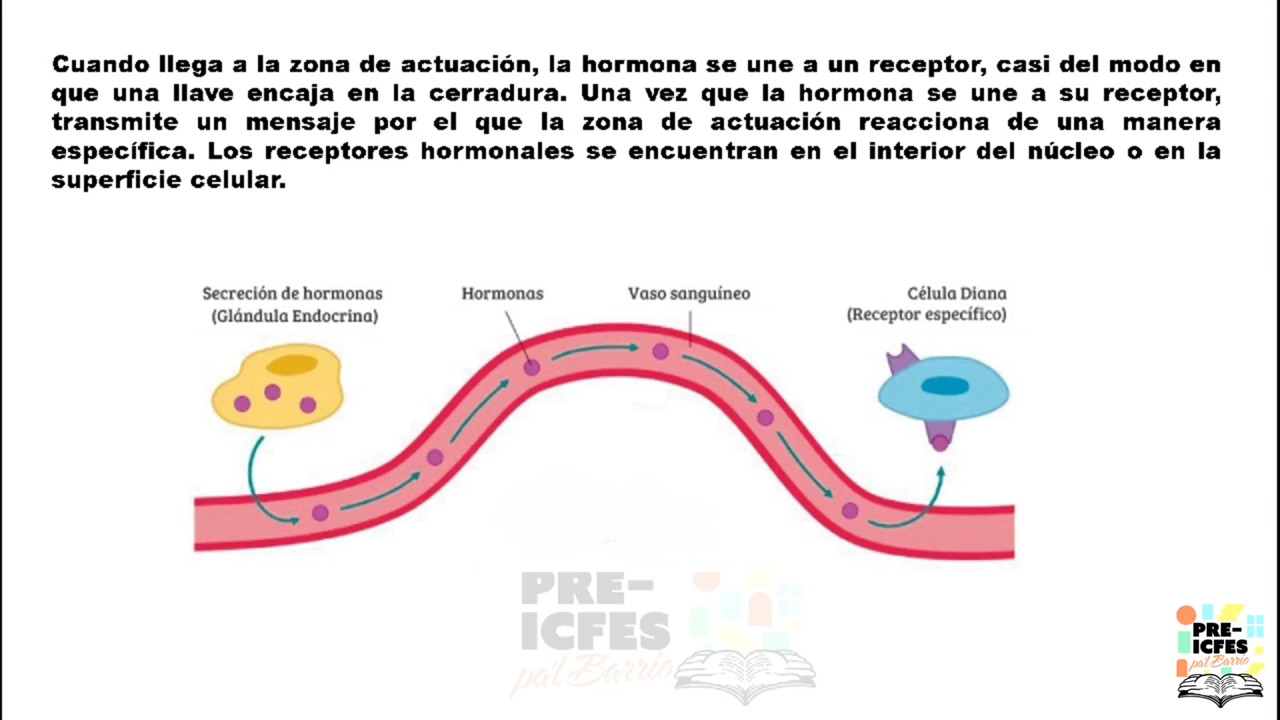 Cuando llega a la zona de actuación, la hormona se une a un receptor, casi del modo en
que una llave encaja en la cerradura. Una vez que la hormona se une a su receptor,
transmite un mensaje por el que la zona de actuación reacciona de una manera
específica. Los receptores hormonales se encuentran en el interior del núcleo o en la
superficie celular.
Secreción de hormonas
(Glándula Endocrina)
Hormonas
Vaso sanguíneo
Célula Diana
(Receptor específico)
PRE-
ICFES
pa'l Barrio
PRE-
ICFES
pa'l Barrio